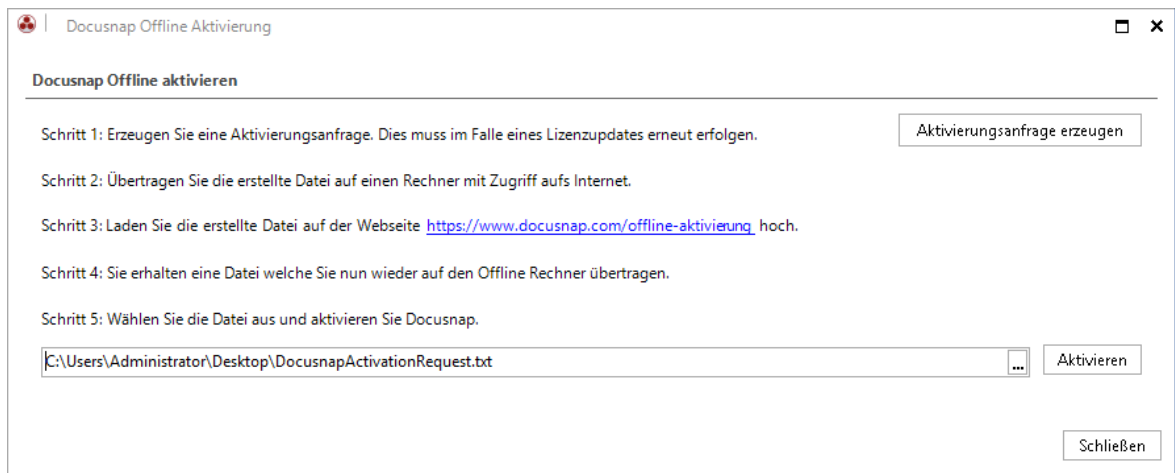 Docusnap Offline Aktivierung
Docusnap Offline aktivieren
Schritt 1: Erzeugen Sie eine Aktivierungsanfrage. Dies muss im Falle eines Lizenzupdates erneut erfolgen.
Aktivierungsanfrage erzeugen
Schritt 2: Übertragen Sie die erstellte Datei auf einen Rechner mit Zugriff aufs Internet.
Schritt 3: Laden Sie die erstellte Datei auf der Webseite https://www.docusnap.com/offline-aktivierung hoch.
Schritt 4: Sie erhalten eine Datei welche Sie nun wieder auf den Offline Rechner übertragen.
Schritt 5: Wählen Sie die Datei aus und aktivieren Sie Docusnap.
C:\Users\Administrator\Desktop\DocusnapActivationRequest.txt ... Aktivieren
Schließen